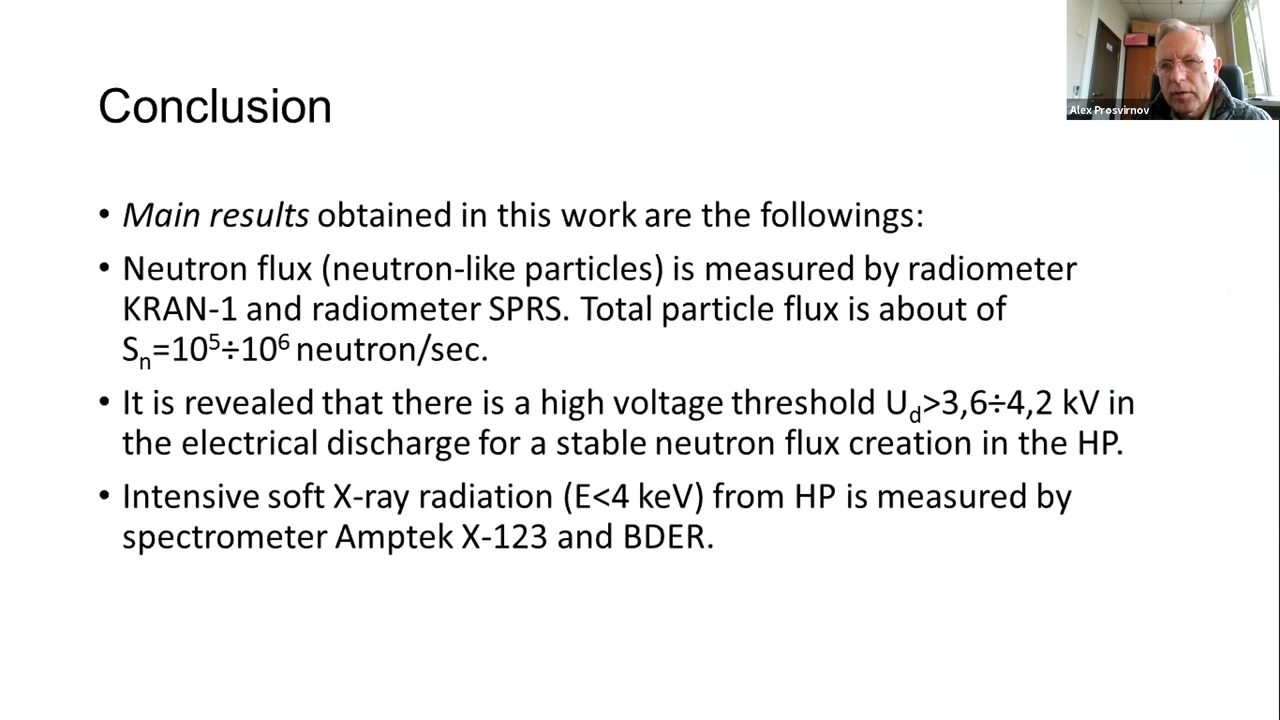 Alex Prosvirnov
Conclusion
• Main results obtained in this work are the followings:
• Neutron flux (neutron-like particles) is measured by radiometer
KRAN-1 and radiometer SPRS. Total particle flux is about of
Sₙ=10⁵÷10⁶ neutron/sec.
• It is revealed that there is a high voltage threshold U_d>3,6÷4,2 kV in
the electrical discharge for a stable neutron flux creation in the HP.
• Intensive soft X-ray radiation (E<4 keV) from HP is measured by
spectrometer Amptek X-123 and BDER.